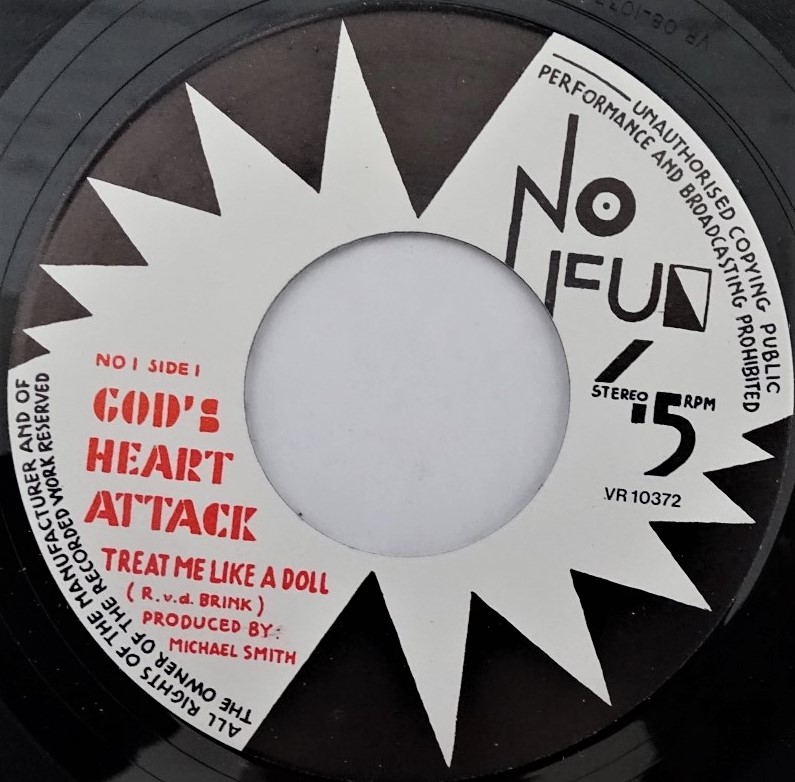 UNAUTHORISED COPYING PUBLIC
PERFORMANCE AND BROADCASTING PROHIBITED
NO
FUN
STEREO 45 RPM
VR 10372
NO 1 SIDE 1
GOD'S
HEART
ATTACK
TREAT ME LIKE A DOLL
(R.v.d. BRINK)
PRODUCED BY:
MICHAEL SMITH
ALL RIGHTS OF THE MANUFACTURER AND OF
THE OWNER OF THE RECORDED WORK RESERVED